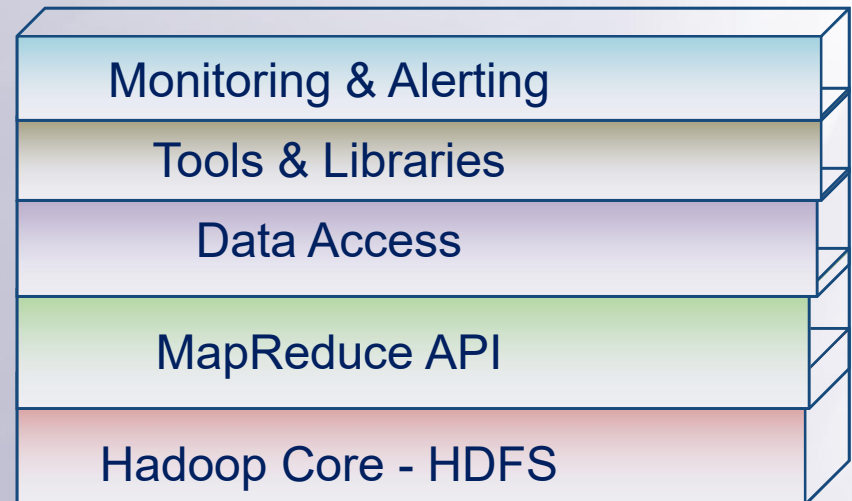 Monitoring & Alerting
Tools & Libraries
Data Access
MapReduce API
Hadoop Core - HDFS